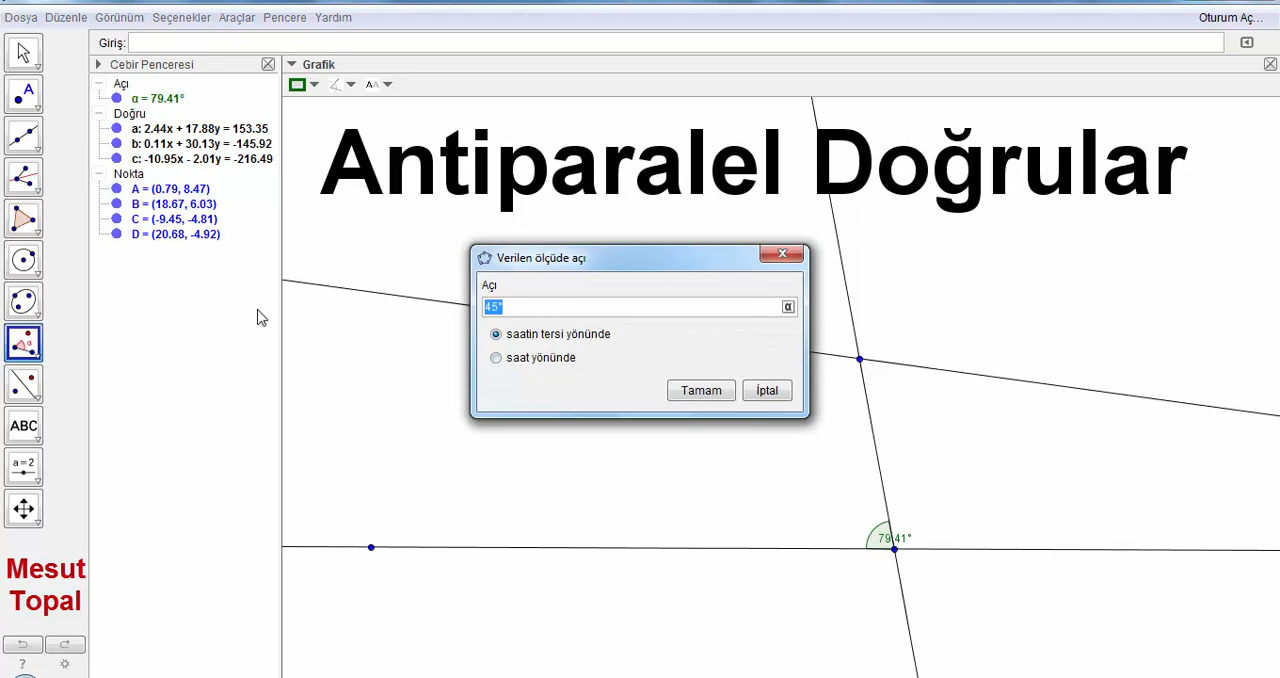 Dosya Düzenle Görünüm Seçenekler Araçlar Pencere Yardım Oturum Aç...
Giriş:
Cebir Penceresi
Grafik
Açı
α = 79.41°
Doğru
a: 2.44x + 17.88y = 153.35
b: 0.11x + 30.13y = -145.92
c: -10.95x - 2.01y = -216.49
Nokta
A = (0.79, 8.47)
B = (18.67, 6.03)
C = (-9.45, -4.81)
D = (20.68, -4.92)
Antiparalel Doğrular
Verilen ölçüde açı
Açı
45°
α
saatin tersi yönünde
saat yönünde
Tamam İptal
79.41°
A
α
ABC
a = 2
AA
Mesut
Topal
?